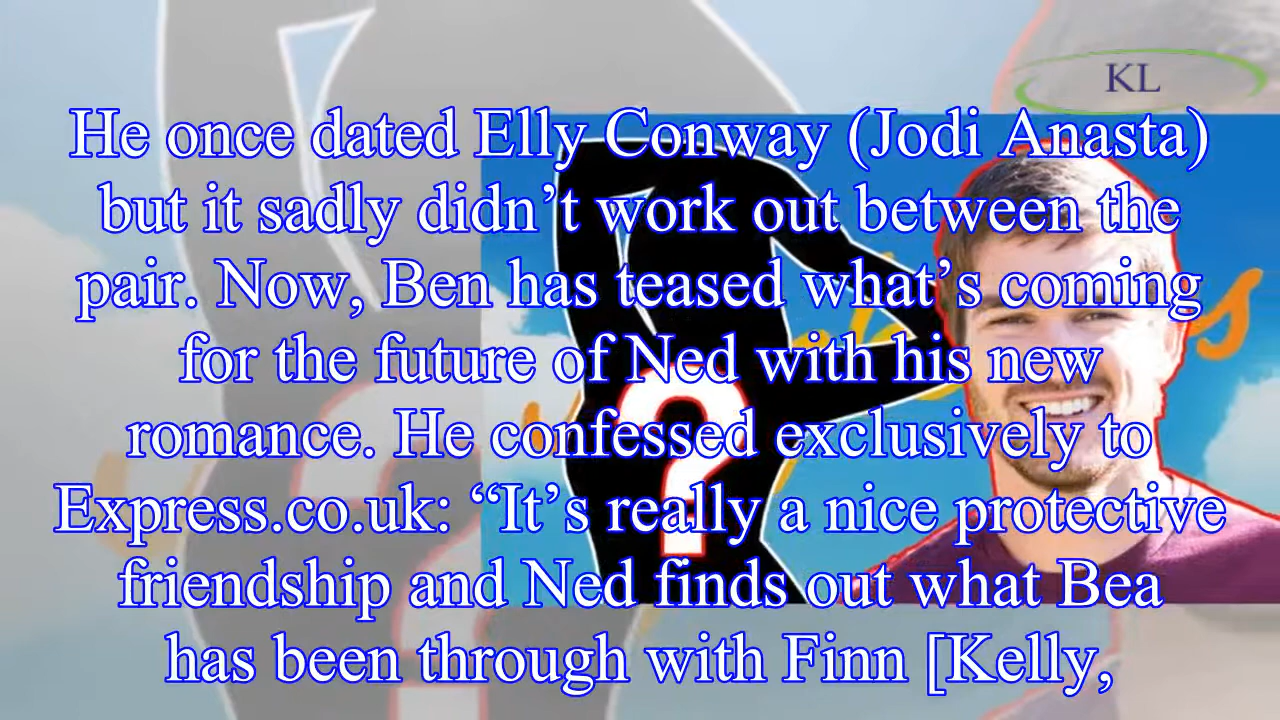 KL
He once dated Elly Conway (Jodi Anasta)
but it sadly didn’t work out between the
pair. Now, Ben has teased what’s coming
for the future of Ned with his new
romance. He confessed exclusively to
Express.co.uk: “It’s really a nice protective
friendship and Ned finds out what Bea
has been through with Finn [Kelly,
?